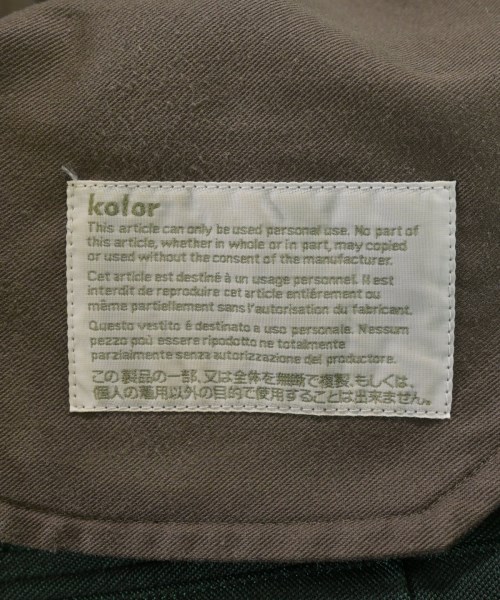 kolor
This article can only be used personal use. No part of
this article, whether in whole or in part, may copied
or used without the consent of the manufacturer.
Cet article est destiné à un usage personnel. Il est
interdit de reproduire cet article entiérement ou
même partiellement sans l'autorisation du fabricant.
Questo vestito é destinato a uso personale. Nessum
pezzo può essere ripodotto ne totalmente
parzialmente senza autorizzazione del produttore.
この製品の一部、又は全体を無断で複製、もしくは、
個人の着用以外の目的で使用することは出来ません。